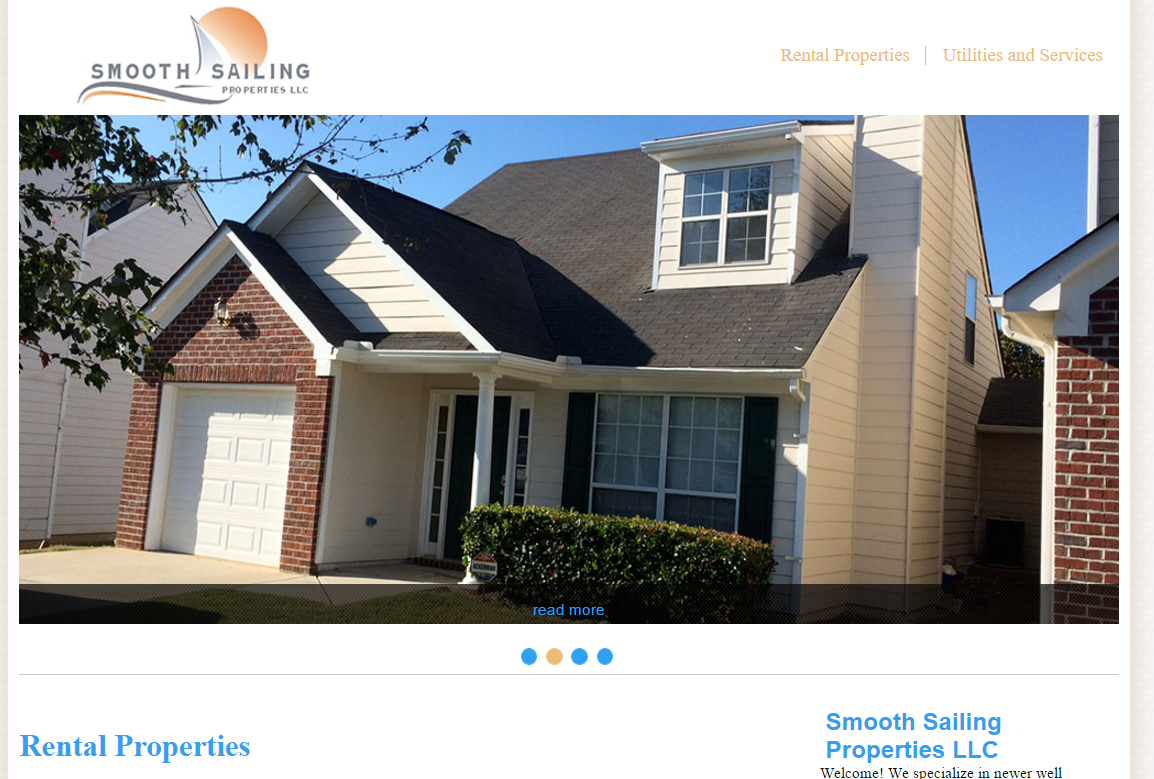 SMOOTH SAILING
PROPERTIES LLC
Rental Properties
Utilities and Services
ACKERMAN
read more
Rental Properties
Smooth Sailing
Properties LLC
Welcome! We specialize in newer well